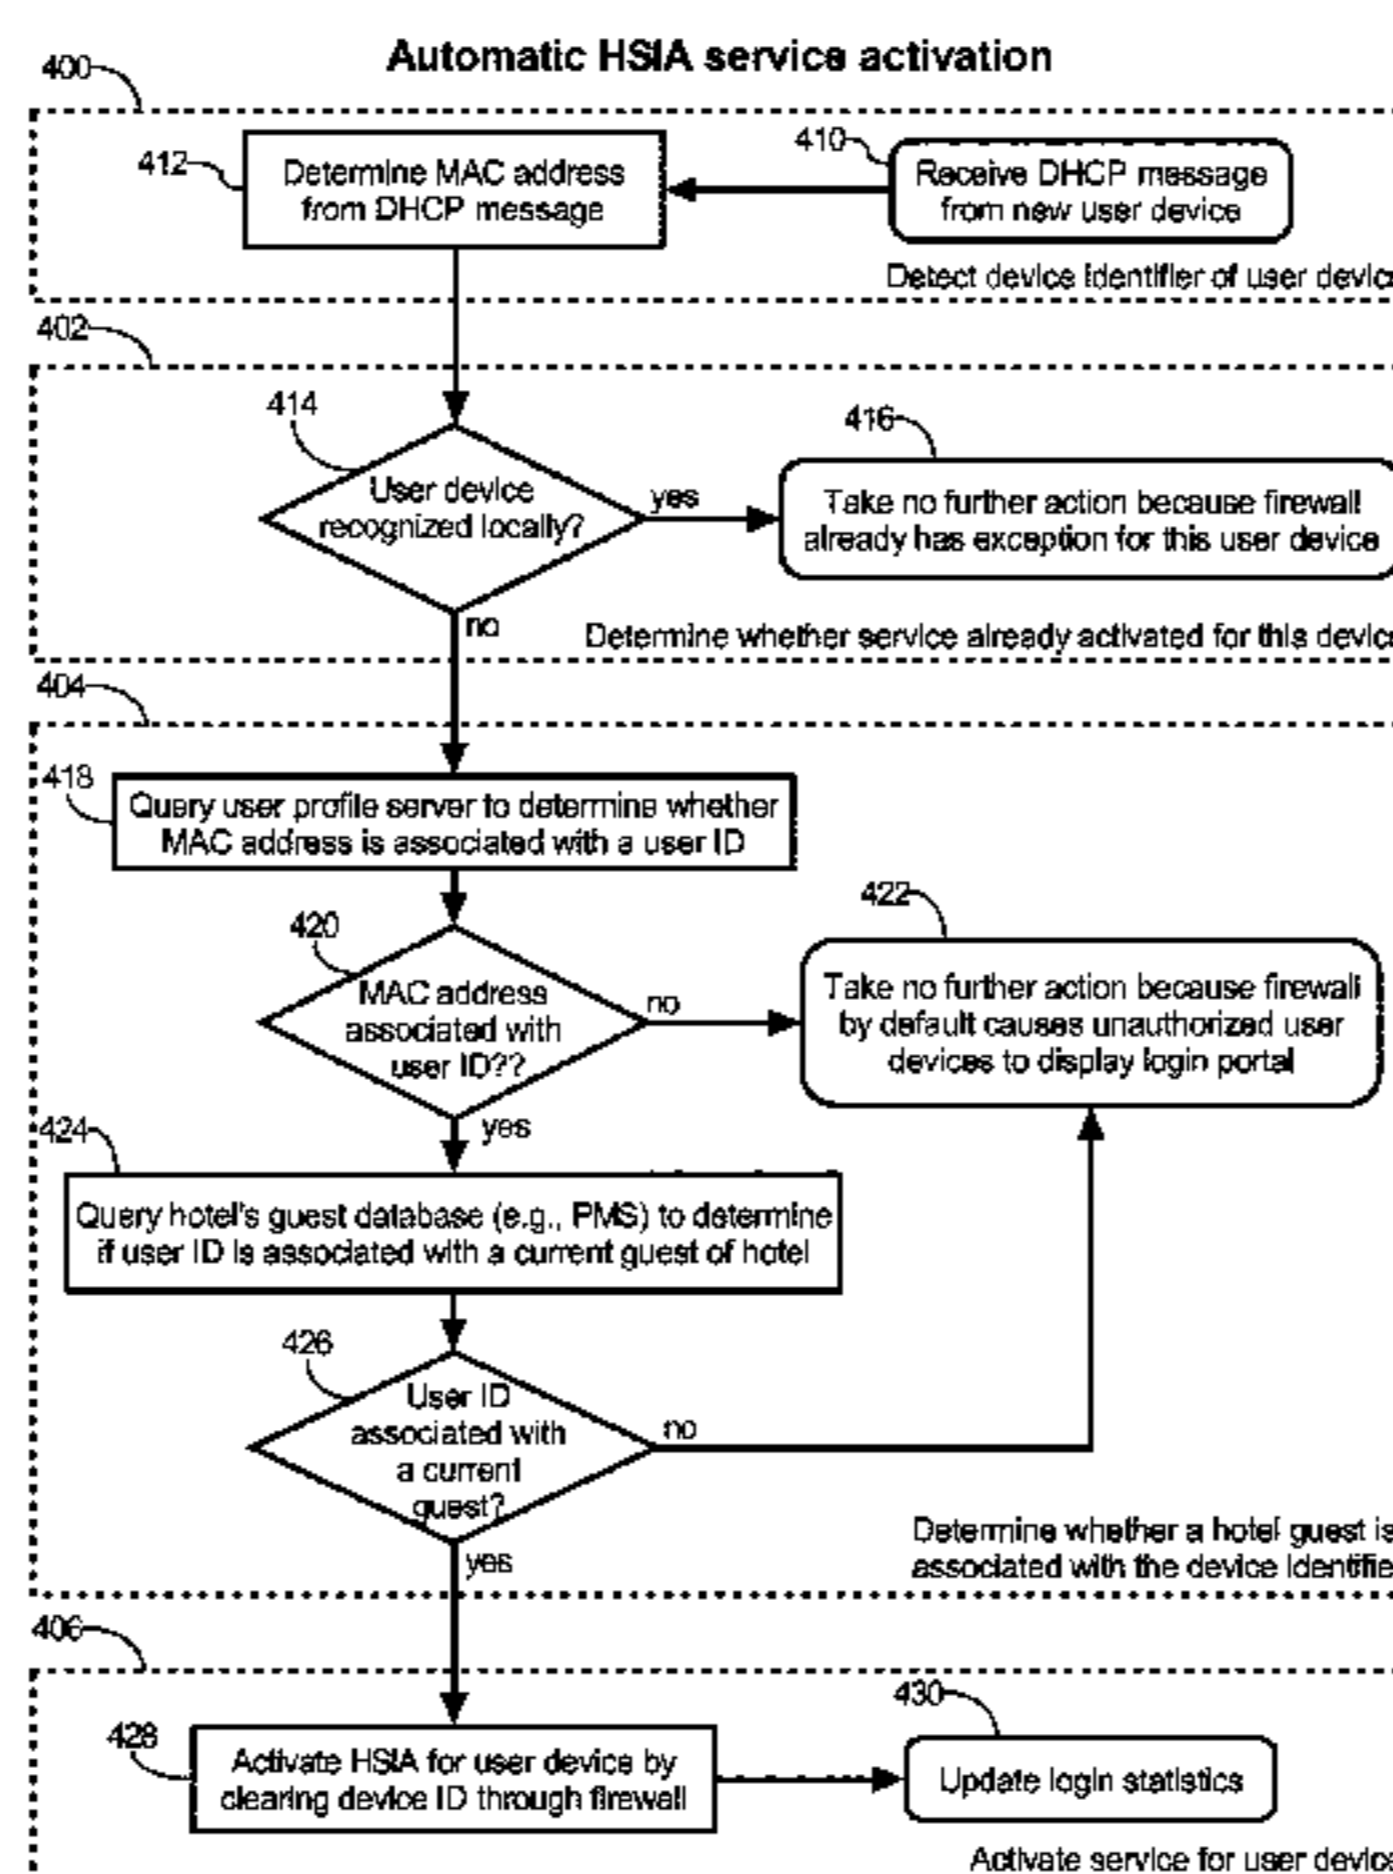 Automatic HSIA service activation
400
412
Determine MAC address
from DHCP message
410
Receive DHCP message
from new user device
Detect device identifier of user device
402
414
User device
recognized locally?
yes
416
Take no further action because firewall
already has exception for this user device
no
Determine whether service already activated for this device
404
418
Query user profile server to determine whether
MAC address is associated with a user ID
420
MAC address
associated with
user ID??
no
422
Take no further action because firewall
by default causes unauthorized user
devices to display login portal
yes
424
Query hotel's guest database (e.g., PMS) to determine
if user ID is associated with a current guest of hotel
426
User ID
associated with
a current
guest?
no
yes
Determine whether a hotel guest is
associated with the device identifie
406
428
Activate HSIA for user device by
clearing device ID through firewall
430
Update login statistics
Activate service for user device